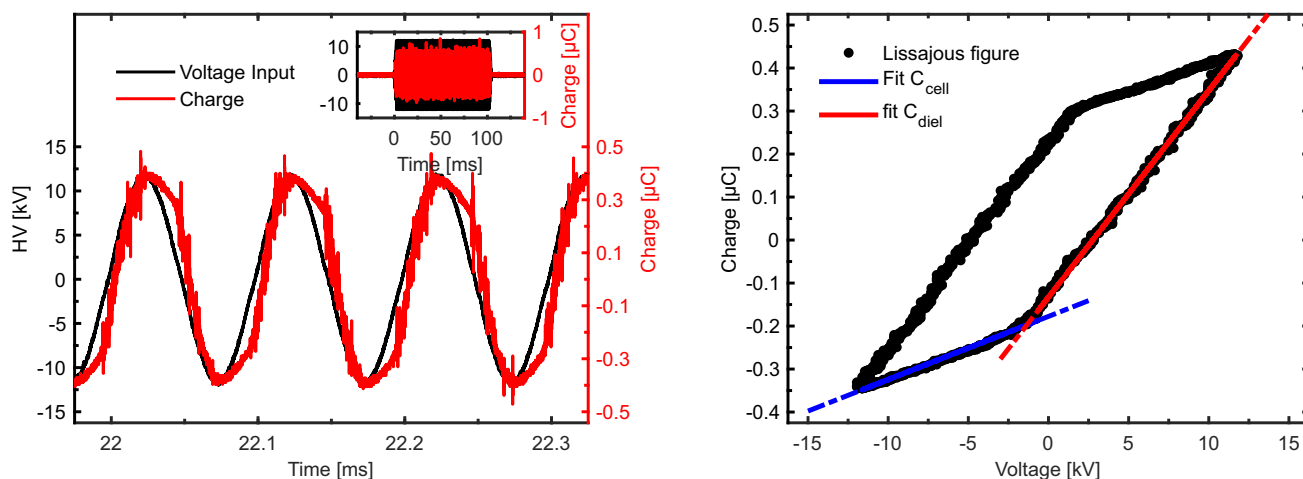 Voltage Input
Charge
10
0
-10
1
0
-1
Charge [µC]
0 50 100
Time [ms]
15
10
5
0
-5
-10
-15
HV [kV]
0.5
0.3
0.1
-0.1
-0.3
-0.5
Charge [µC]
22 22.1 22.2 22.3
Time [ms]
Lissajous figure
Fit C_cell
fit C_diel
0.5
0.4
0.3
0.2
0.1
0
-0.1
-0.2
-0.3
-0.4
Charge [µC]
-15 -10 -5 0 5 10 15
Voltage [kV]